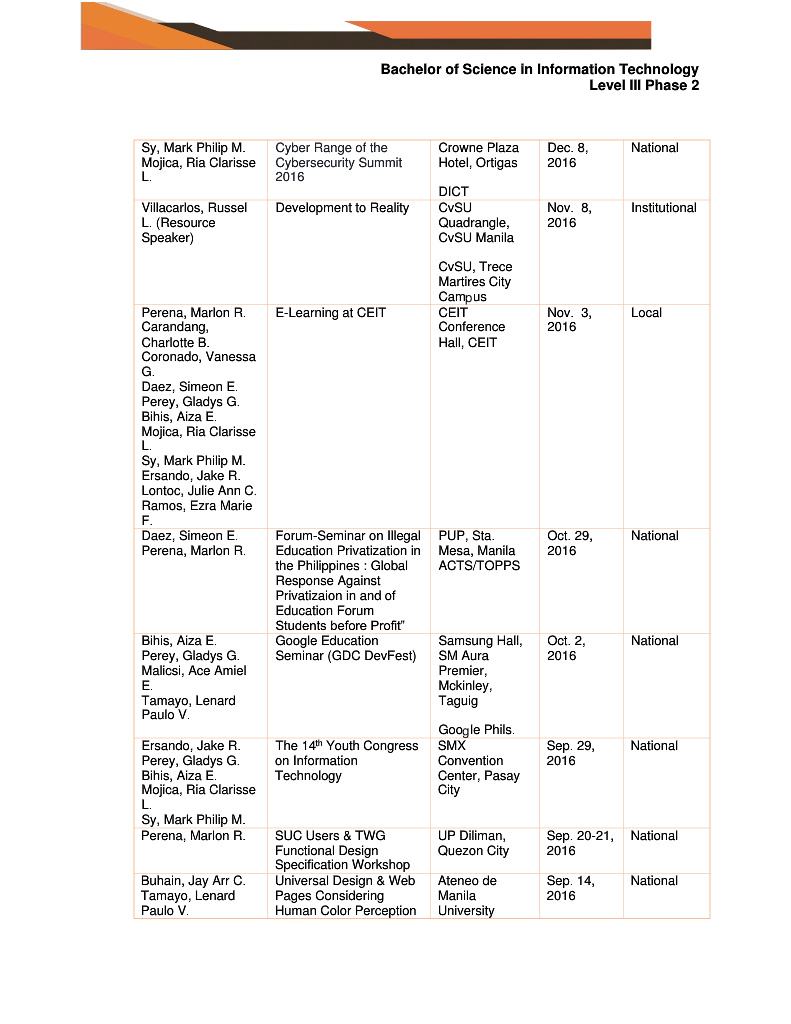 Bachelor of Science in Information Technology
Level III Phase 2
Sy, Mark Philip M.
Mojica, Ria Clarisse
L.
Cyber Range of the
Cybersecurity Summit
2016
Crowne Plaza
Hotel, Ortigas
DICT
Dec. 8,
2016
National
Villacarlos, Russel
L. (Resource
Speaker)
Development to Reality
CvSU
Quadrangle,
CvSU Manila
CvSU, Trece
Martires City
Campus
Nov. 8,
2016
Institutional
Perena, Marlon R.
Carandang,
Charlotte B.
Coronado, Vanessa
G.
Daez, Simeon E.
Perey, Gladys G.
Bihis, Aiza E.
Mojica, Ria Clarisse
L.
Sy, Mark Philip M.
Ersando, Jake R.
Lontoc, Julie Ann C.
Ramos, Ezra Marie
F.
E-Learning at CEIT
CEIT
Conference
Hall, CEIT
Nov. 3,
2016
Local
Daez, Simeon E.
Perena, Marlon R.
Forum-Seminar on Illegal
Education Privatization in
the Philippines : Global
Response Against
Privatizaion in and of
Education Forum
Students before Profit”
PUP, Sta.
Mesa, Manila
ACTS/TOPPS
Oct. 29,
2016
National
Bihis, Aiza E.
Perey, Gladys G.
Malicsi, Ace Amiel
E.
Tamayo, Lenard
Paulo V.
Google Education
Seminar (GDC DevFest)
Samsung Hall,
SM Aura
Premier,
Mckinley,
Taguig
Google Phils.
Oct. 2,
2016
National
Ersando, Jake R.
Perey, Gladys G.
Bihis, Aiza E.
Mojica, Ria Clarisse
L.
Sy, Mark Philip M.
The 14th Youth Congress
on Information
Technology
SMX
Convention
Center, Pasay
City
Sep. 29,
2016
National
Perena, Marlon R.
SUC Users & TWG
Functional Design
Specification Workshop
UP Diliman,
Quezon City
Sep. 20-21,
2016
National
Buhain, Jay Arr C.
Tamayo, Lenard
Paulo V.
Universal Design & Web
Pages Considering
Human Color Perception
Ateneo de
Manila
University
Sep. 14,
2016
National